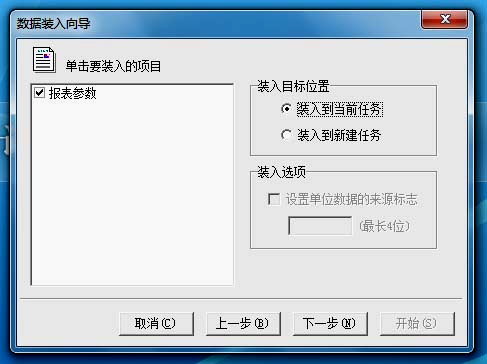 数据装入向导
单击要装入的项目
报表参数
装入目标位置
装入到当前任务
装入到新建任务
装入选项
设置单位数据的来源标志
(最长4位)
取消(C) 上一步(B) 下一步(N) 开始(S)